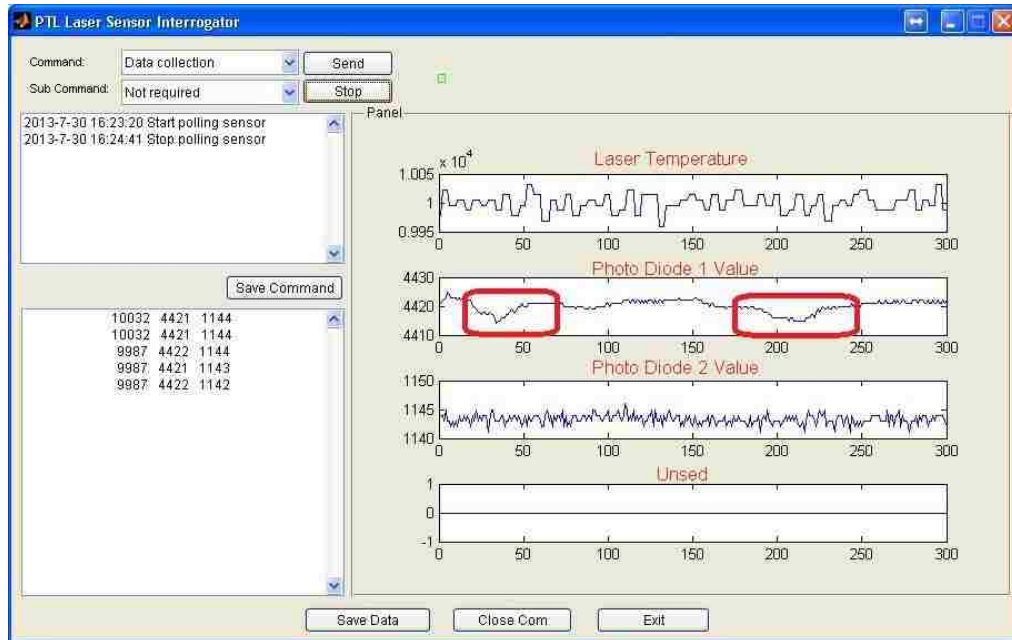 PTL Laser Sensor Interrogator
Command:
Data collection
Send
Sub Command:
Not required
Stop
2013-7-30 16:23:20 Start polling sensor
2013-7-30 16:24:41 Stop polling sensor
Save Command
10032 4421 1144
10032 4421 1144
9987 4422 1144
9987 4421 1143
9987 4422 1142
Panel
Laser Temperature
x 10^4
1.005
1
0.995
0 50 100 150 200 250 300
Photo Diode 1 Value
4430
4420
4410
0 50 100 150 200 250 300
Photo Diode 2 Value
1150
1145
1140
0 50 100 150 200 250 300
Unsed
1
0
-1
0 50 100 150 200 250 300
Save Data
Close Com
Exit